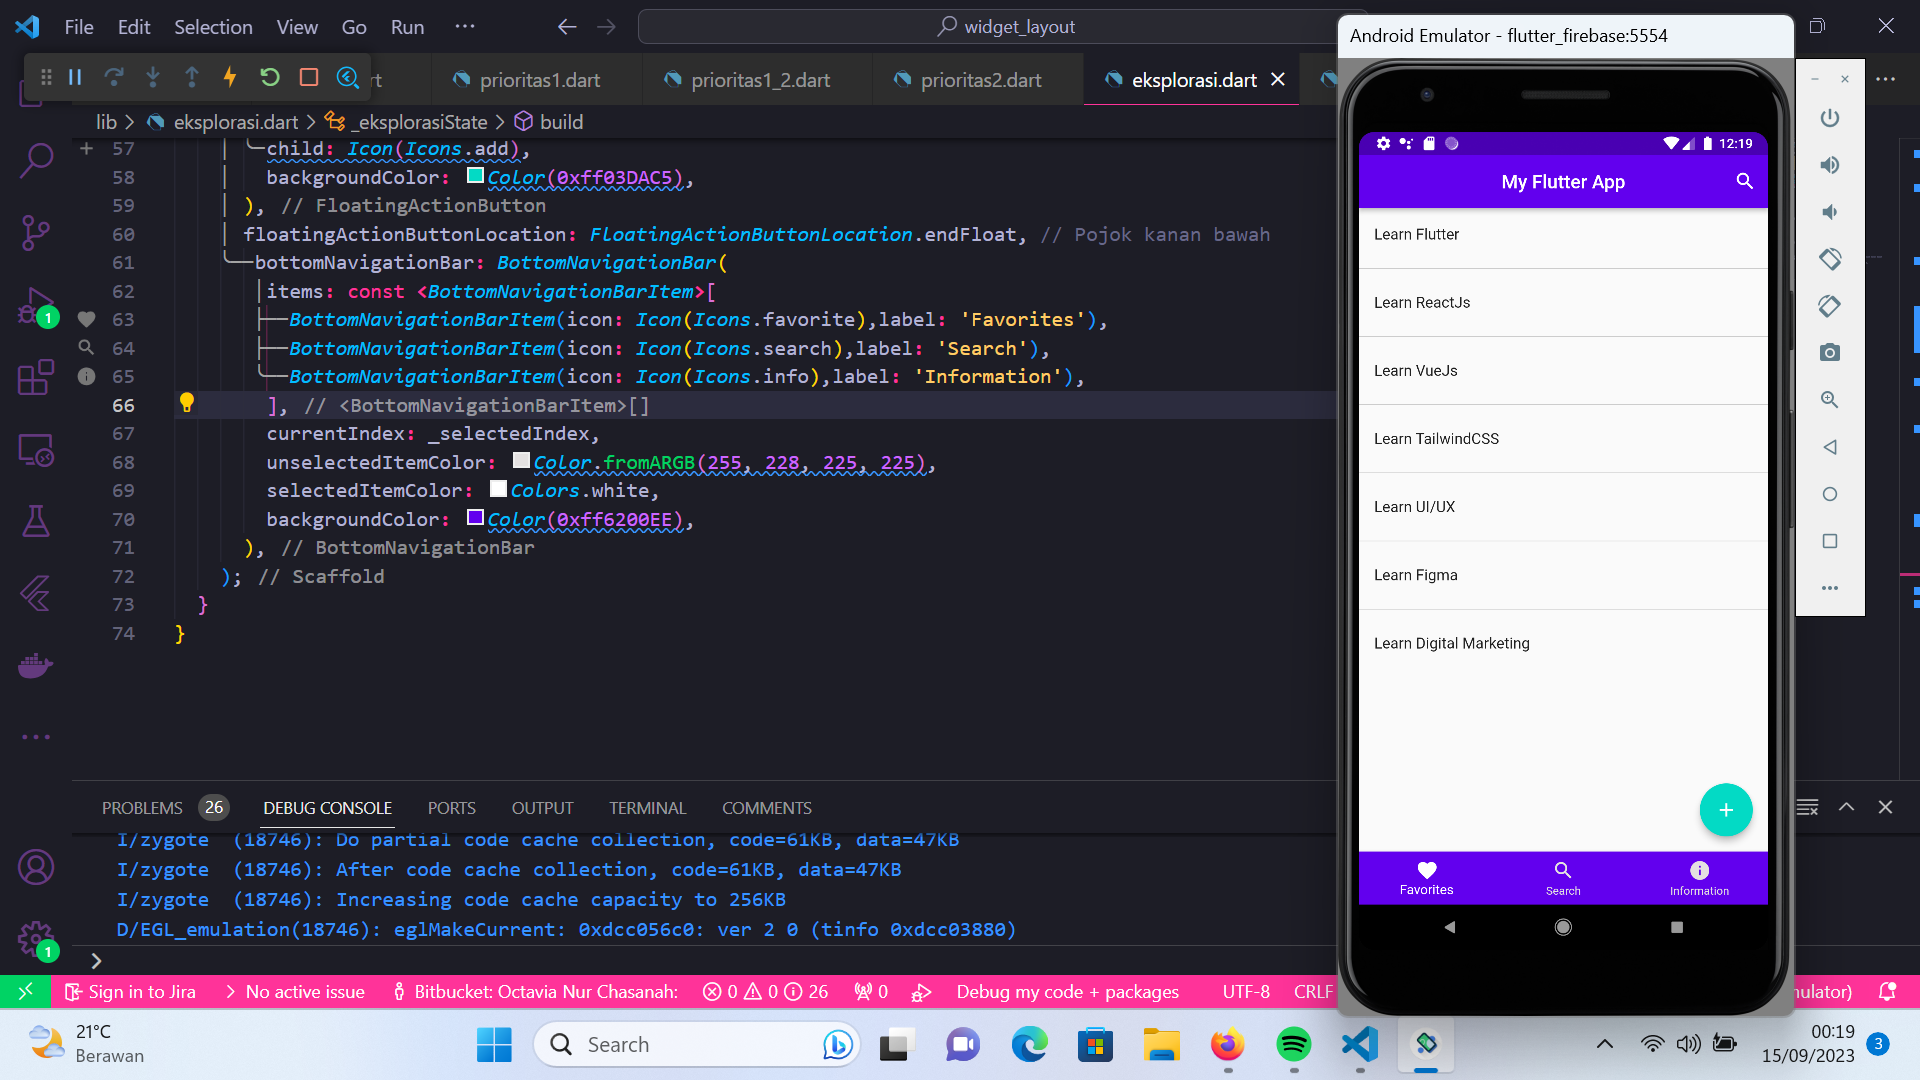 File Edit Selection View Go Run ···
widget_layout
rt
prioritas1.dart
prioritas1_2.dart
prioritas2.dart
eksplorasi.dart
lib > eksplorasi.dart > _eksplorasiState > build
57 child: Icon(Icons.add),
58 backgroundColor: Color(0xff03DAC5),
59 ), // FloatingActionButton
60 floatingActionButtonLocation: FloatingActionButtonLocation.endFloat, // Pojok kanan bawah
61 bottomNavigationBar: BottomNavigationBar(
62 items: const <BottomNavigationBarItem>[
63 BottomNavigationBarItem(icon: Icon(Icons.favorite),label: 'Favorites'),
64 BottomNavigationBarItem(icon: Icon(Icons.search),label: 'Search'),
65 BottomNavigationBarItem(icon: Icon(Icons.info),label: 'Information'),
66 ], // <BottomNavigationBarItem>[]
67 currentIndex: _selectedIndex,
68 unselectedItemColor: Color.fromARGB(255, 228, 225, 225),
69 selectedItemColor: Colors.white,
70 backgroundColor: Color(0xff6200EE),
71 ), // BottomNavigationBar
72 ); // Scaffold
73 }
74 }
1
PROBLEMS 26 DEBUG CONSOLE PORTS OUTPUT TERMINAL COMMENTS
I/zygote (18746): Do partial code cache collection, code=61KB, data=47KB
I/zygote (18746): After code cache collection, code=61KB, data=47KB
I/zygote (18746): Increasing code cache capacity to 256KB
D/EGL_emulation(18746): eglMakeCurrent: 0xdcc056c0: ver 2 0 (tinfo 0xdcc03880)
1
>
Sign in to Jira > No active issue Bitbucket: Octavia Nur Chasanah: 0 0 26 0 Debug my code + packages UTF-8 CRLF nulator)
Android Emulator - flutter_firebase:5554
12:19
My Flutter App
Learn Flutter
Learn ReactJs
Learn VueJs
Learn TailwindCSS
Learn UI/UX
Learn Figma
Learn Digital Marketing
+
Favorites Search Information
21°C
Berawan
Search
00:19
15/09/2023
3